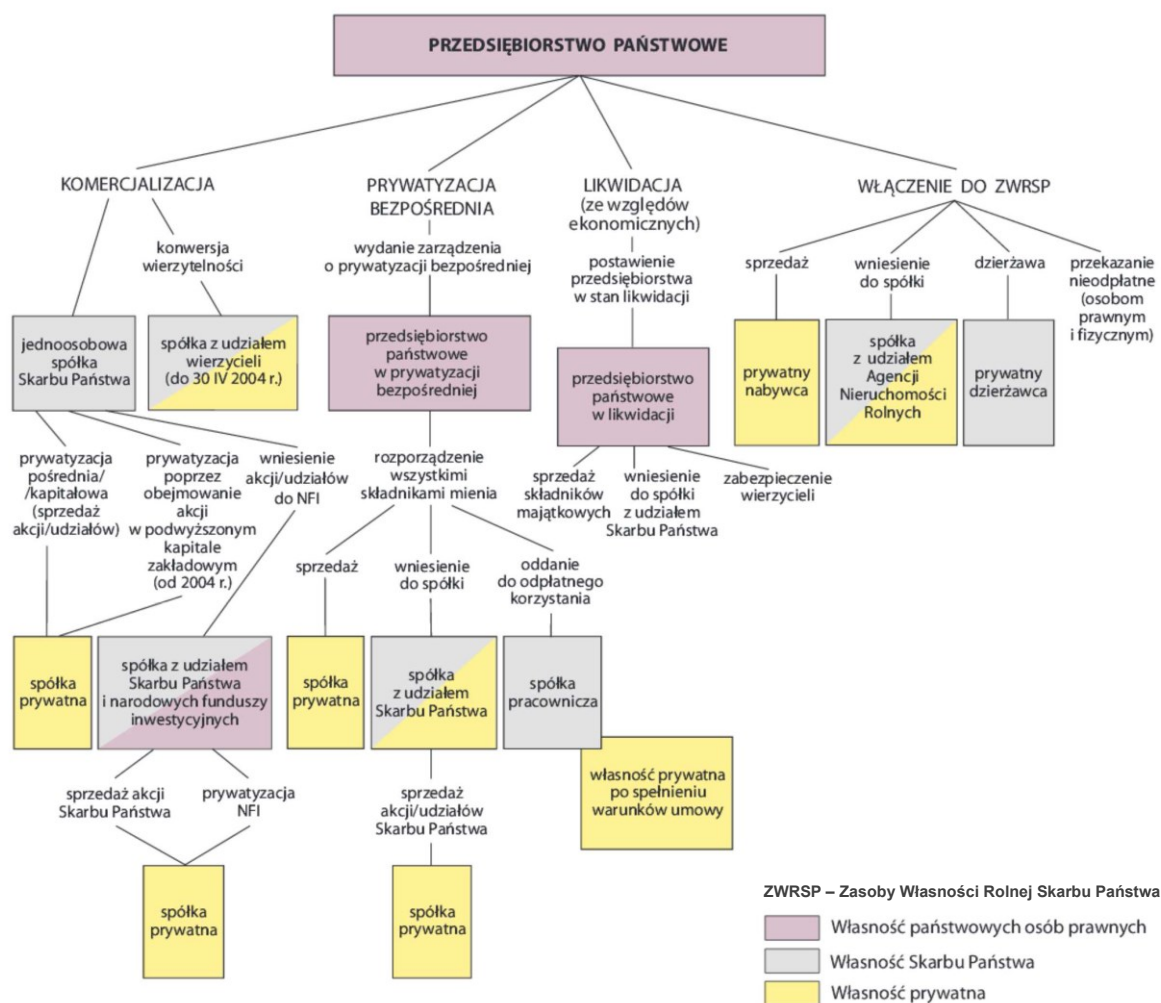 PRZEDSIĘBIORSTWO PAŃSTWOWE
KOMERCJALIZACJA
PRYWATYZACJA
BEZPOŚREDNIA
LIKWIDACJA
(ze względów
ekonomicznych)
WŁĄCZENIE DO ZWRSP
konwersja
wierzytelności
wydanie zarządzenia
o prywatyzacji bezpośredniej
postawienie
przedsiębiorstwa
w stan likwidacji
sprzedaż
wniesienie
do spółki
dzierżawa
przekazanie
nieodpłatne
(osobom
prawnym
i fizycznym)
jednoosobowa
spółka
Skarbu Państwa
spółka z udziałem
wierzycieli
(do 30 IV 2004 r.)
przedsiębiorstwo
państwowe
w prywatyzacji
bezpośredniej
przedsiębiorstwo
państwowe
w likwidacji
prywatny
nabywca
spółka
z udziałem
Agencji
Nieruchomości
Rolnych
prywatny
dzierżawca
prywatyzacja
pośrednia/
/kapitałowa
(sprzedaż
akcji/udziałów)
prywatyzacja
poprzez
obejmowanie
akcji
w podwyższonym
kapitale
zakładowym
(od 2004 r.)
wniesienie
akcji/udziałów
do NFI
rozporządzenie
wszystkimi
składnikami mienia
sprzedaż
składników
majątkowych
wniesienie
do spółki
z udziałem
Skarbu Państwa
zabezpieczenie
wierzycieli
sprzedaż
wniesienie
do spółki
oddanie
do odpłatnego
korzystania
spółka
prywatna
spółka z udziałem
Skarbu Państwa
i narodowych funduszy
inwestycyjnych
spółka
prywatna
spółka
z udziałem
Skarbu Państwa
spółka
pracownicza
własność prywatna
po spełnieniu
warunków umowy
sprzedaż akcji
Skarbu Państwa
prywatyzacja
NFI
sprzedaż
akcji/udziałów
Skarbu Państwa
spółka
prywatna
spółka
prywatna
ZWRSP – Zasoby Własności Rolnej Skarbu Państwa
Własność państwowych osób prawnych
Własność Skarbu Państwa
Własność prywatna